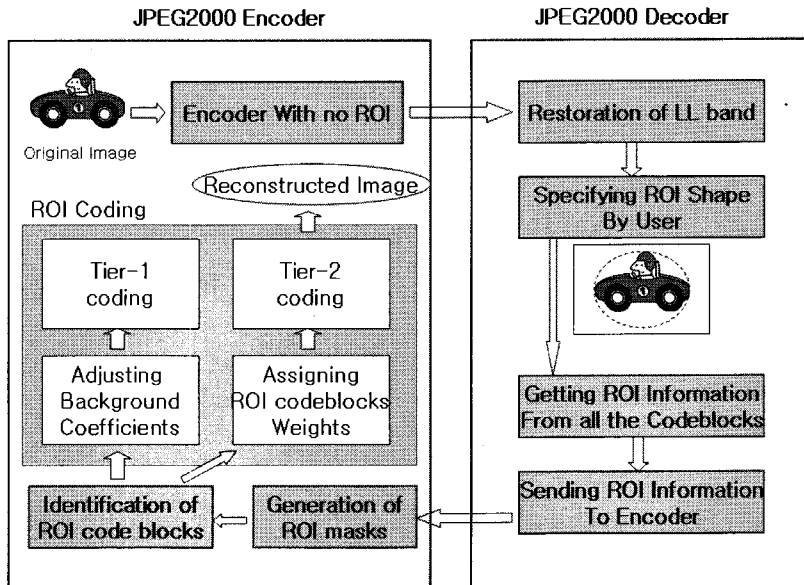 JPEG2000 Encoder
JPEG2000 Decoder
1
Original Image
Encoder With no ROI
Restoration of LL band
Reconstructed Image
Specifying ROI Shape
By User
ROI Coding
Tier-1
coding
Tier-2
coding
1
Adjusting
Background
Coefficients
Assigning
ROI codeblocks
Weights
Getting ROI Information
From all the Codeblocks
Identification of
ROI code blocks
Generation of
ROI masks
Sending ROI Information
To Encoder